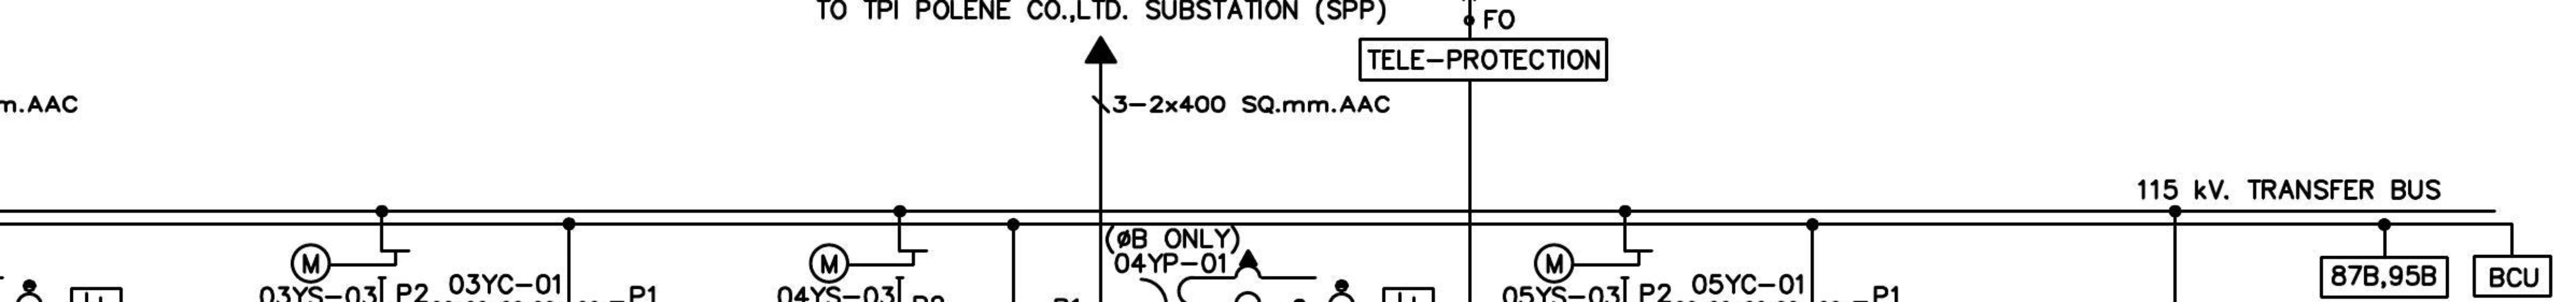 TO TPI POLENE CO.,LTD. SUBSTATION (SPP)
FO
TELE-PROTECTION
m.AAC
3-2x400 SQ.mm.AAC
115 kV. TRANSFER BUS
(øB ONLY)
04YP-01
M
M
M
03YS-03
P2
03YC-01
P1
04YS-03
P2
P1
05YS-03
P2
05YC-01
P1
87B,95B
BCU